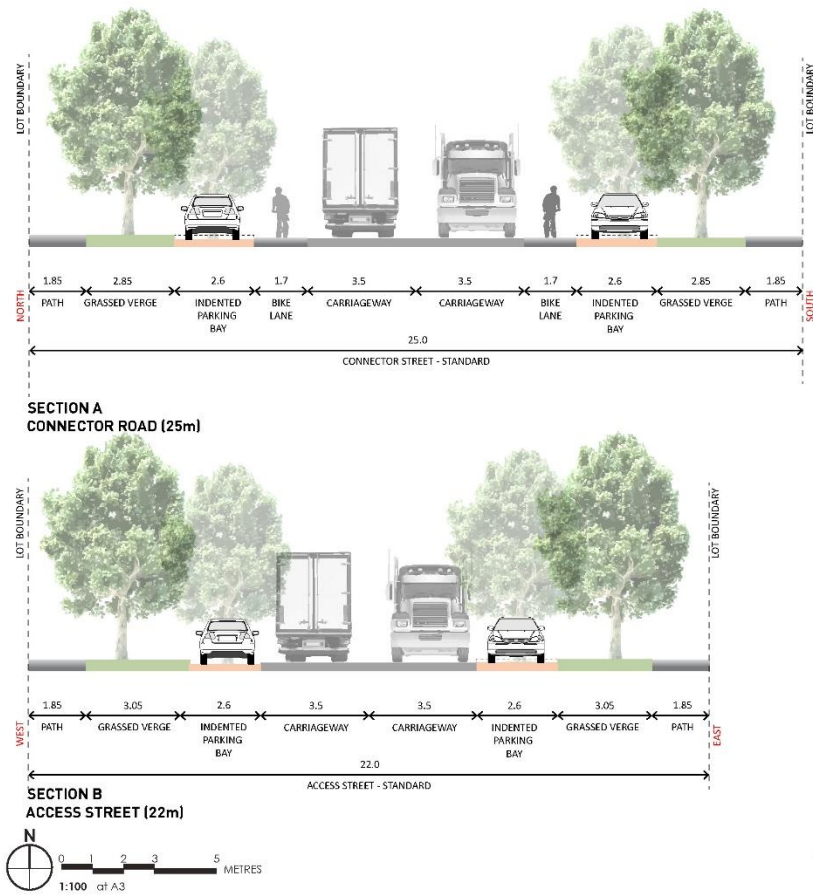 LOT BOUNDARY
LOT BOUNDARY
1.85 2.85 2.6 1.7 3.5 3.5 1.7 2.6 2.85 1.85
NORTH
PATH GRASSED VERGE INDENTED PARKING BAY BIKE LANE CARRIAGEWAY CARRIAGEWAY BIKE LANE INDENTED PARKING BAY GRASSED VERGE PATH
SOUTH
25.0
CONNECTOR STREET - STANDARD
SECTION A
CONNECTOR ROAD (25m)
LOT BOUNDARY
LOT BOUNDARY
1.85 3.05 2.6 3.5 3.5 2.6 3.05 1.85
WEST
PATH GRASSED VERGE INDENTED PARKING BAY CARRIAGEWAY CARRIAGEWAY INDENTED PARKING BAY GRASSED VERGE PATH
EAST
22.0
ACCESS STREET - STANDARD
SECTION B
ACCESS STREET (22m)
N
0 1 2 3 5 METRES
1:100 at A3